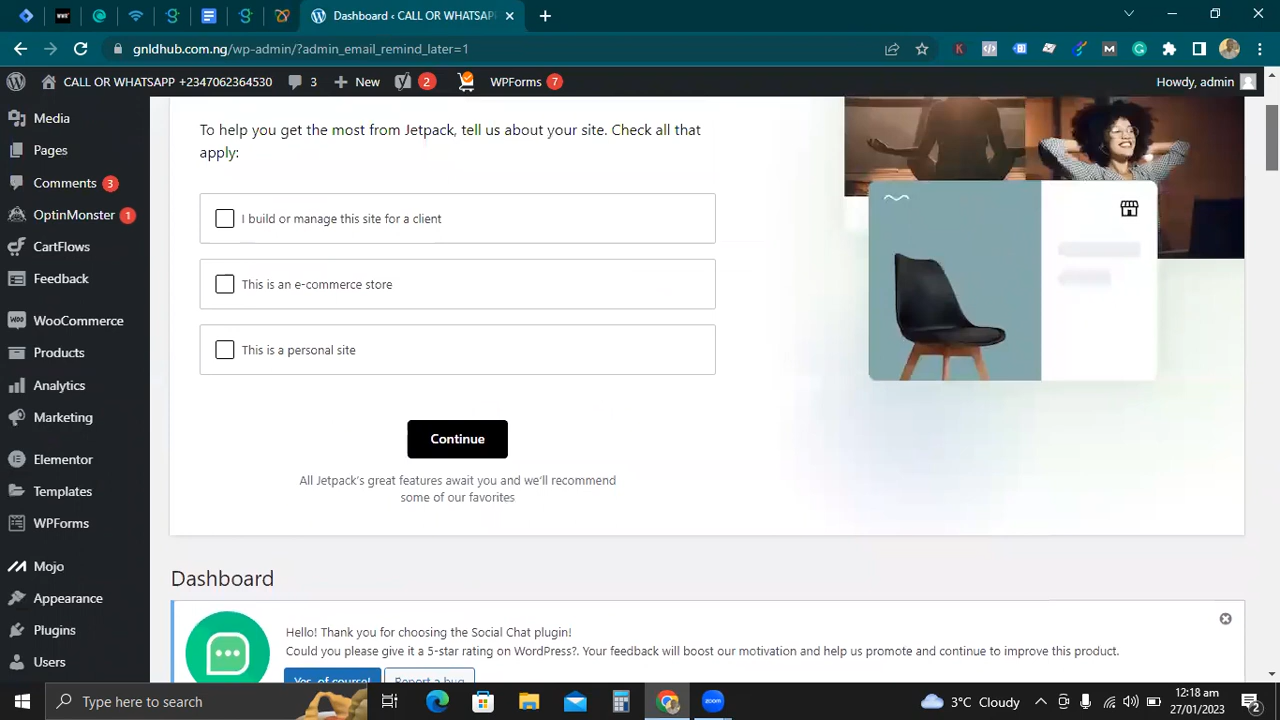 Dashboard < CALL OR WHATSAPP
gnldhub.com.ng/wp-admin/?admin_email_remind_later=1
CALL OR WHATSAPP +2347062364530
3
New
2
WPForms 7
Howdy, admin
Media
Pages
Comments 3
OptinMonster 1
CartFlows
Feedback
WooCommerce
Products
Analytics
Marketing
Elementor
Templates
WPForms
Mojo
Appearance
Plugins
Users
To help you get the most from Jetpack, tell us about your site. Check all that
apply:
I build or manage this site for a client
This is an e-commerce store
This is a personal site
Continue
All Jetpack's great features await you and we'll recommend
some of our favorites
Dashboard
Hello! Thank you for choosing the Social Chat plugin!
Could you please give it a 5-star rating on WordPress?. Your feedback will boost our motivation and help us promote and continue to improve this product.
Yes, of course!
Report a bug
Type here to search
zoom
3°C Cloudy
12:18 am
27/01/2023
2